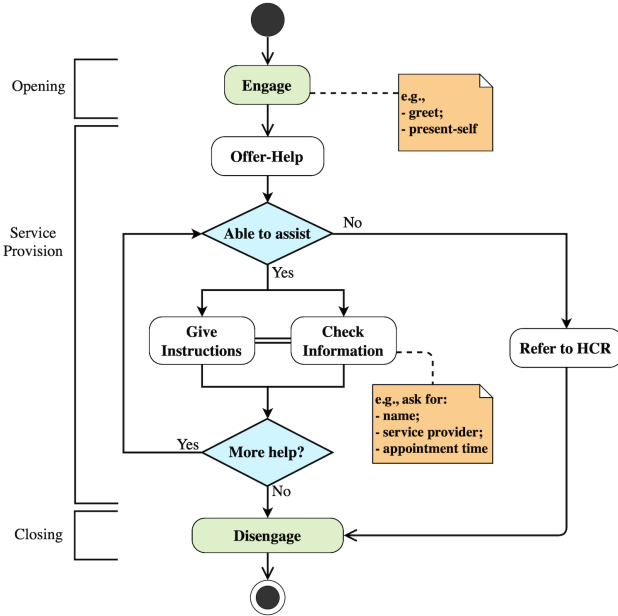 Opening
Engage
e.g.,
- greet;
- present-self
Offer-Help
Service
Provision
Able to assist
No
Yes
Give
Instructions
Check
Information
Refer to HCR
e.g., ask for:
- name;
- service provider;
- appointment time
Yes
More help?
No
Closing
Disengage